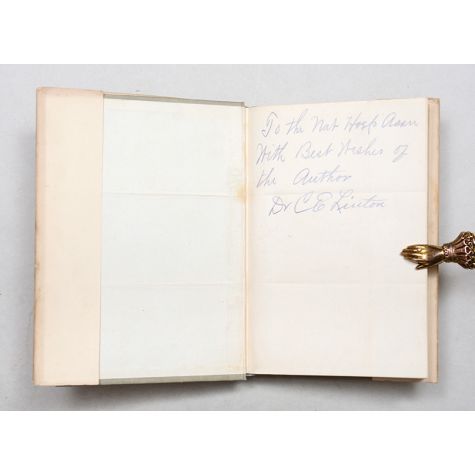 To the Nat Hosp Assn
With Best Wishes of
the Author
Dr C E Linton